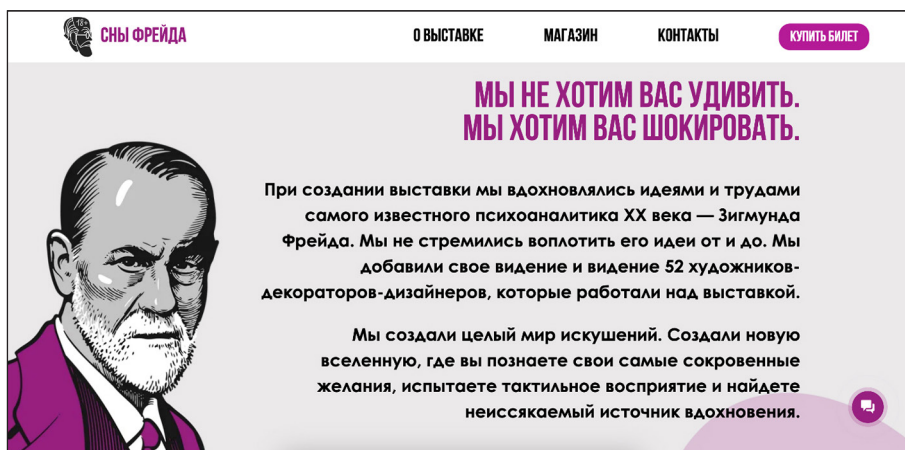 18+
СНЫ ФРЕЙДА
О ВЫСТАВКЕ
МАГАЗИН
КОНТАКТЫ
КУПИТЬ БИЛЕТ
МЫ НЕ ХОТИМ ВАС УДИВИТЬ.
МЫ ХОТИМ ВАС ШОКИРОВАТЬ.
При создании выставки мы вдохновлялись идеями и трудами
самого известного психоаналитика XX века — Зигмунда
Фрейда. Мы не стремились воплотить его идеи от и до. Мы
добавили свое видение и видение 52 художников-
декораторов-дизайнеров, которые работали над выставкой.
Мы создали целый мир искушений. Создали новую
вселенную, где вы познаете свои самые сокровенные
желания, испытаете тактильное восприятие и найдете
неиссякаемый источник вдохновения.